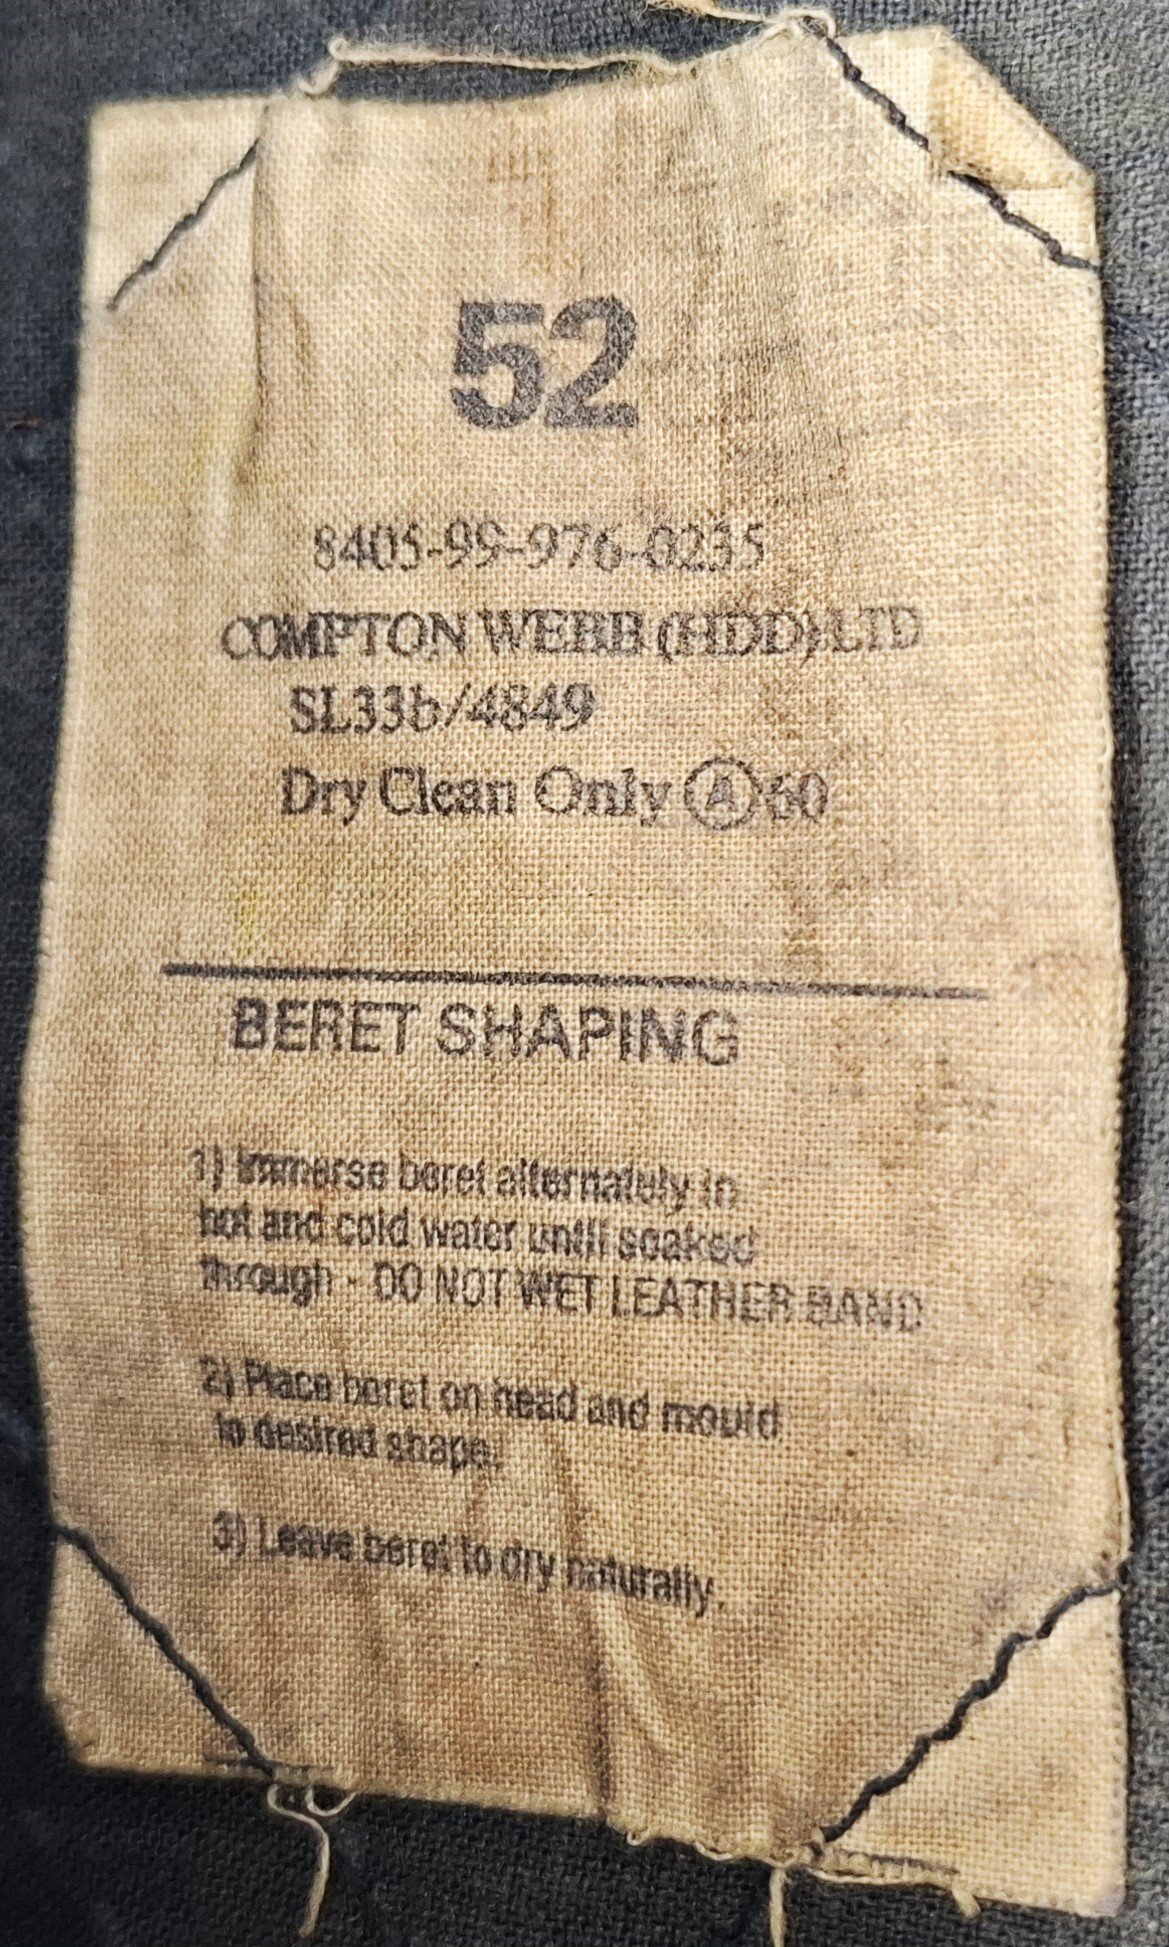 52
8405-99-976-0235
COMPTON WEBB (HDD) LTD
SL33b/4849
Dry Clean Only Ⓐ 60
BERET SHAPING
1) Immerse beret alternately in
hot and cold water until soaked
through - DO NOT WET LEATHER BAND
2) Place beret on head and mould
to desired shape.
3) Leave beret to dry naturally.